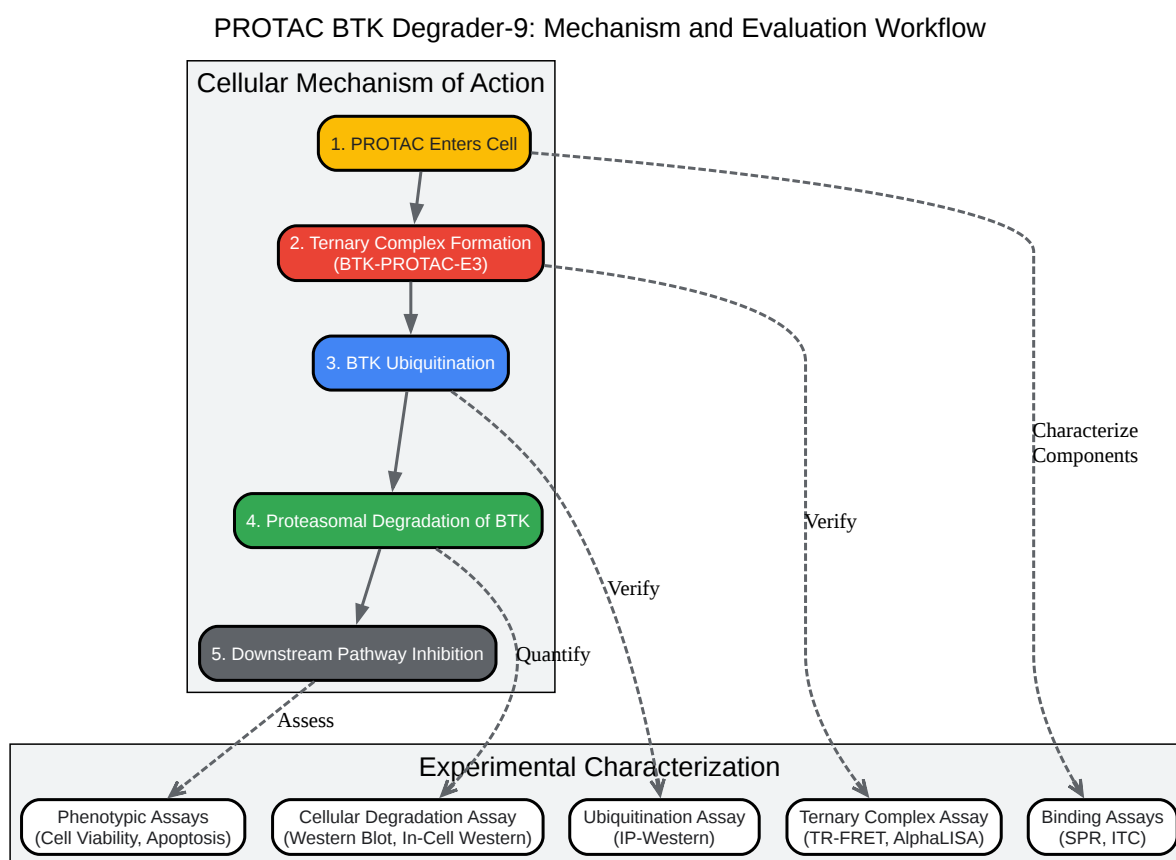 PROTAC BTK Degrader-9: Mechanism and Evaluation Workflow
Cellular Mechanism of Action
1. PROTAC Enters Cell
2. Ternary Complex Formation
(BTK-PROTAC-E3)
3. BTK Ubiquitination
Characterize
Components
4. Proteasomal Degradation of BTK
Verify
Verify
5. Downstream Pathway Inhibition
Quantify
Assess
Experimental Characterization
Phenotypic Assays
(Cell Viability, Apoptosis)
Cellular Degradation Assay
(Western Blot, In-Cell Western)
Ubiquitination Assay
(IP-Western)
Ternary Complex Assay
(TR-FRET, AlphaLISA)
Binding Assays
(SPR, ITC)